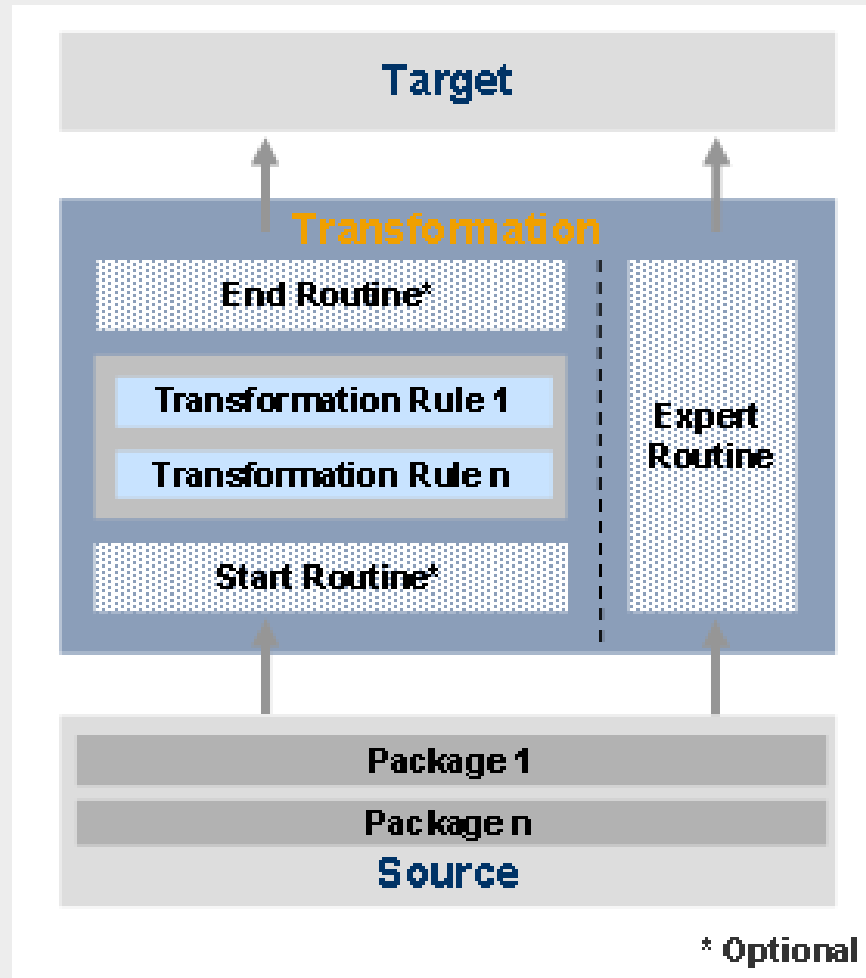 Target
Transformation
End Routine*
Transformation Rule 1
Transformation Rule n
Start Routine*
Expert
Routine
Package 1
Package n
Source
* Optional